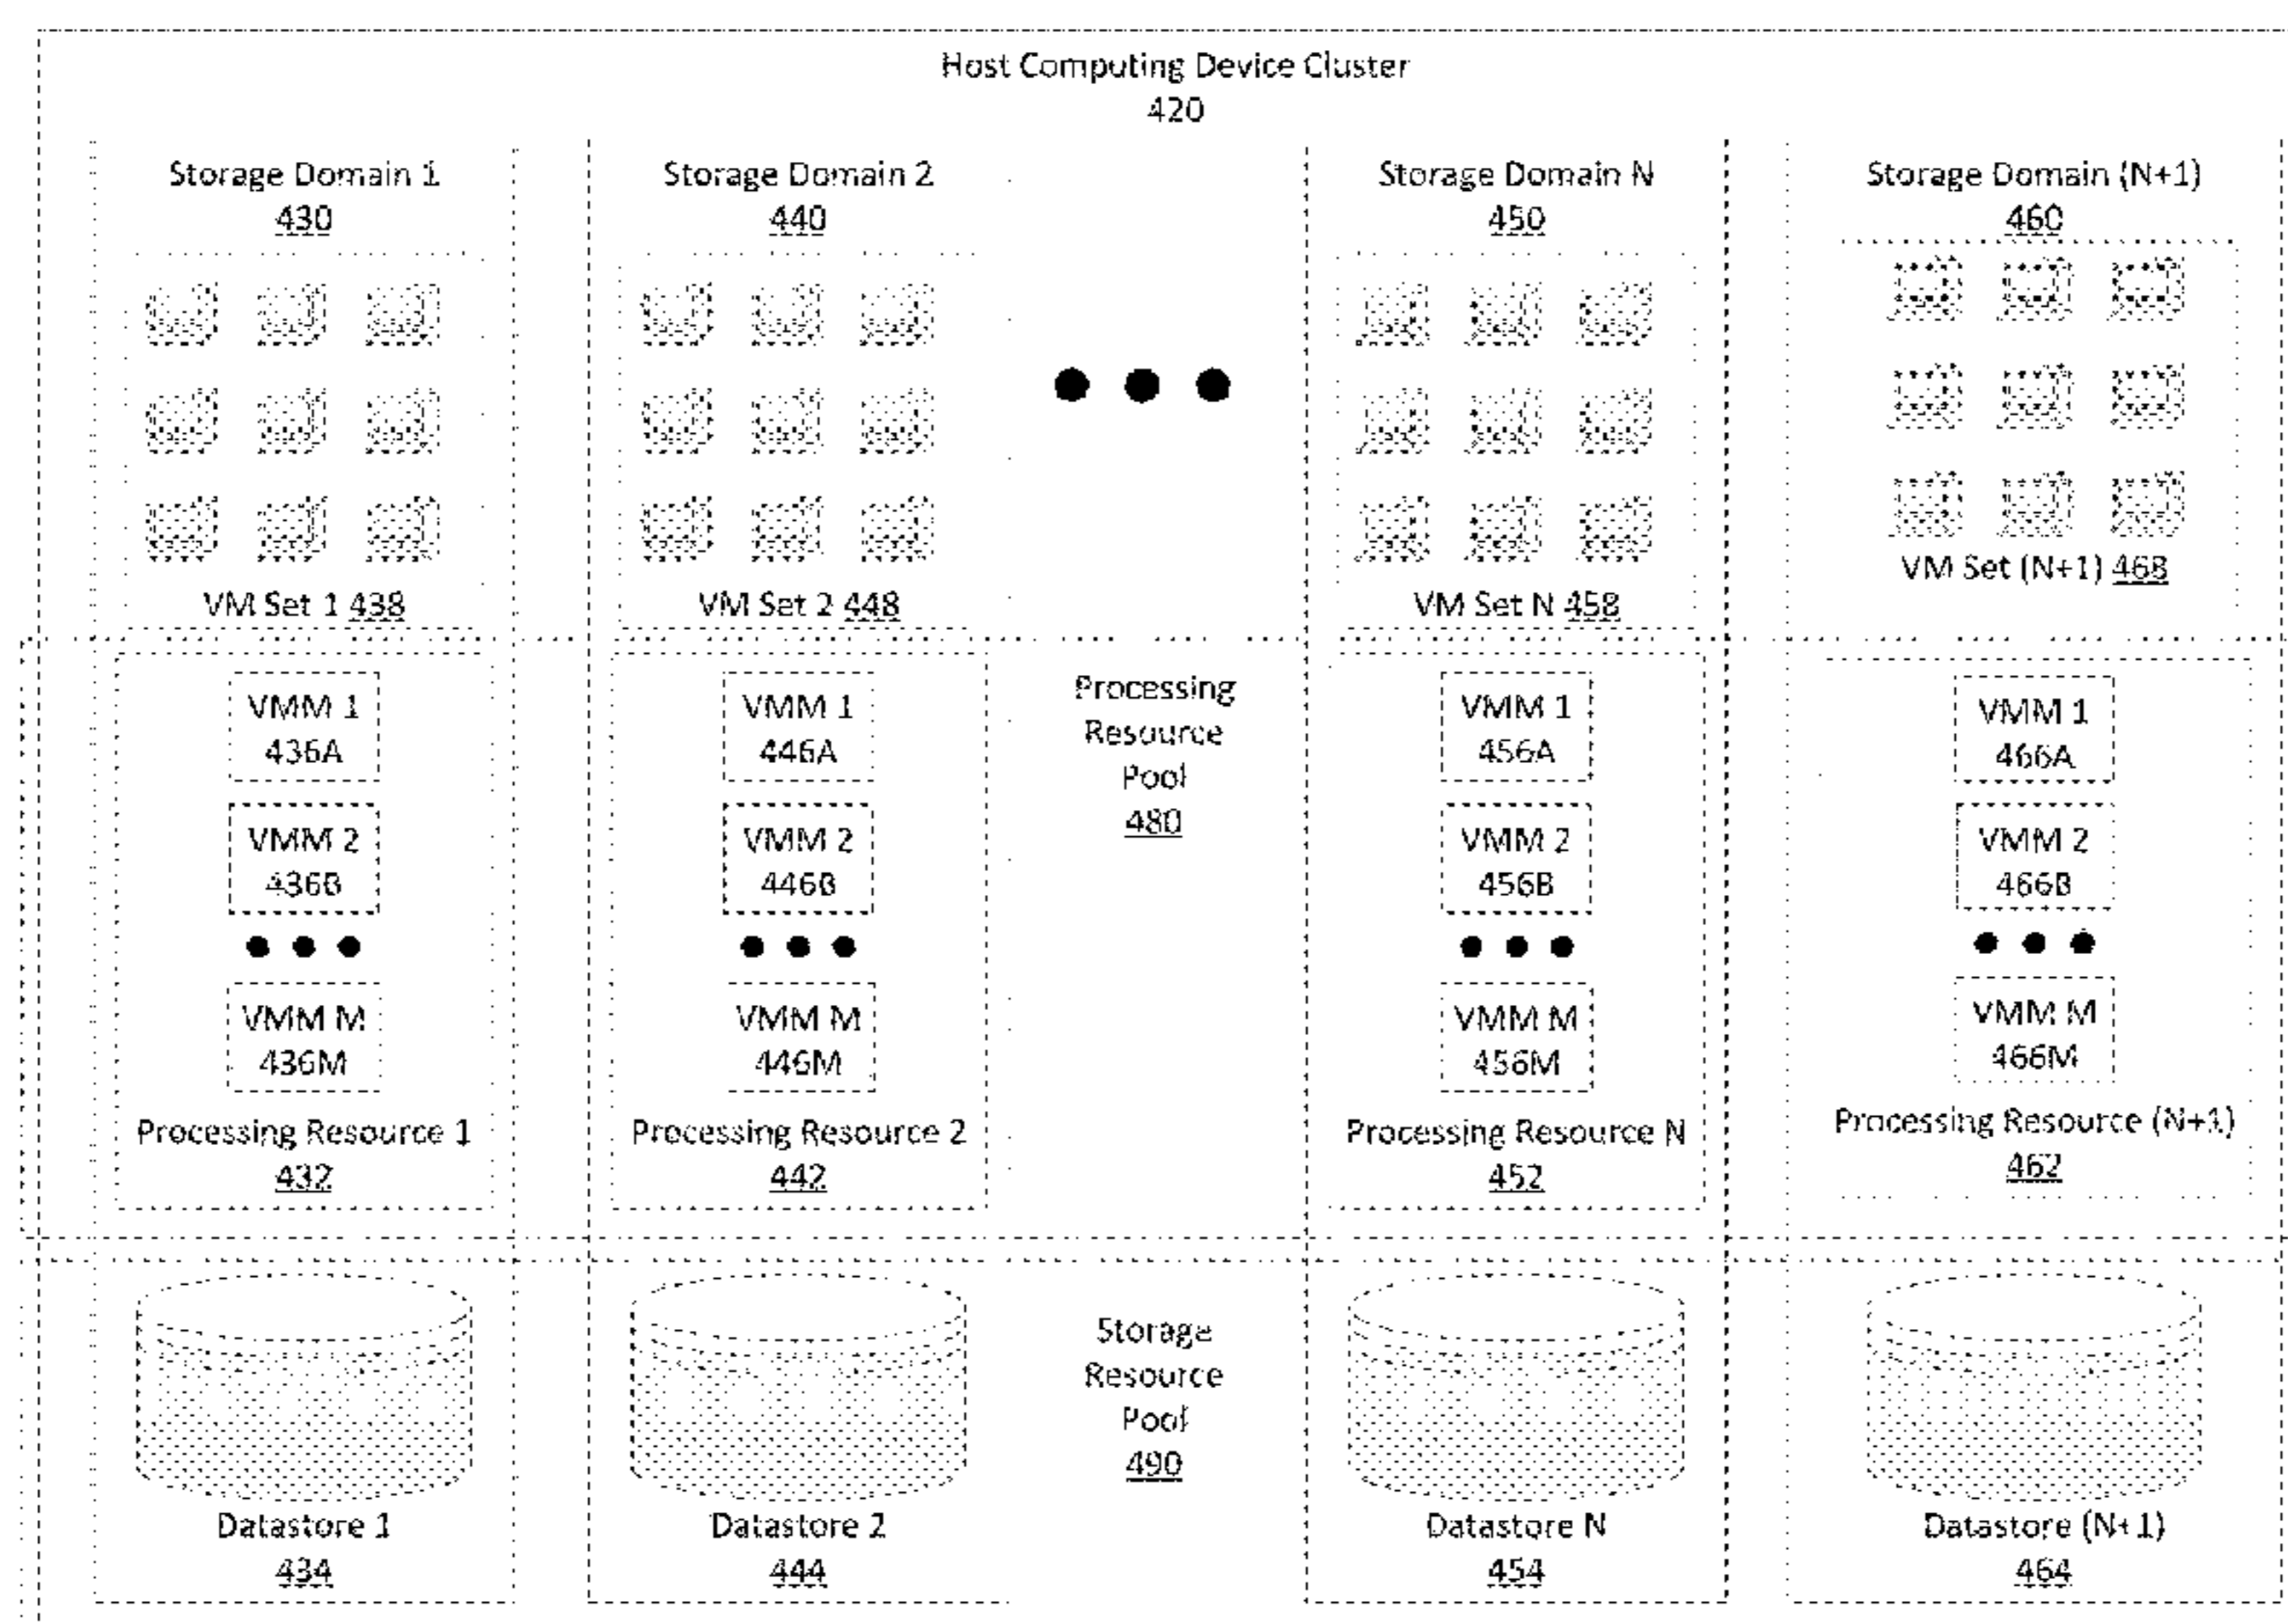 Host Computing Device Cluster
420
Storage Domain 1
430
VM Set 1 438
VMM 1
436A
VMM 2
436B
VMM M
436M
Processing Resource 1
432
Datastore 1
434
Storage Domain 2
440
VM Set 2 448
VMM 1
446A
VMM 2
446B
VMM M
446M
Processing Resource 2
442
Datastore 2
444
Processing
Resource
Pool
480
Storage
Resource
Pool
490
Storage Domain N
450
VM Set N 458
VMM 1
456A
VMM 2
456B
VMM M
456M
Processing Resource N
452
Datastore N
454
Storage Domain (N+1)
460
VM Set (N+1) 468
VMM 1
466A
VMM 2
466B
VMM M
466M
Processing Resource (N+1)
462
Datastore (N+1)
464